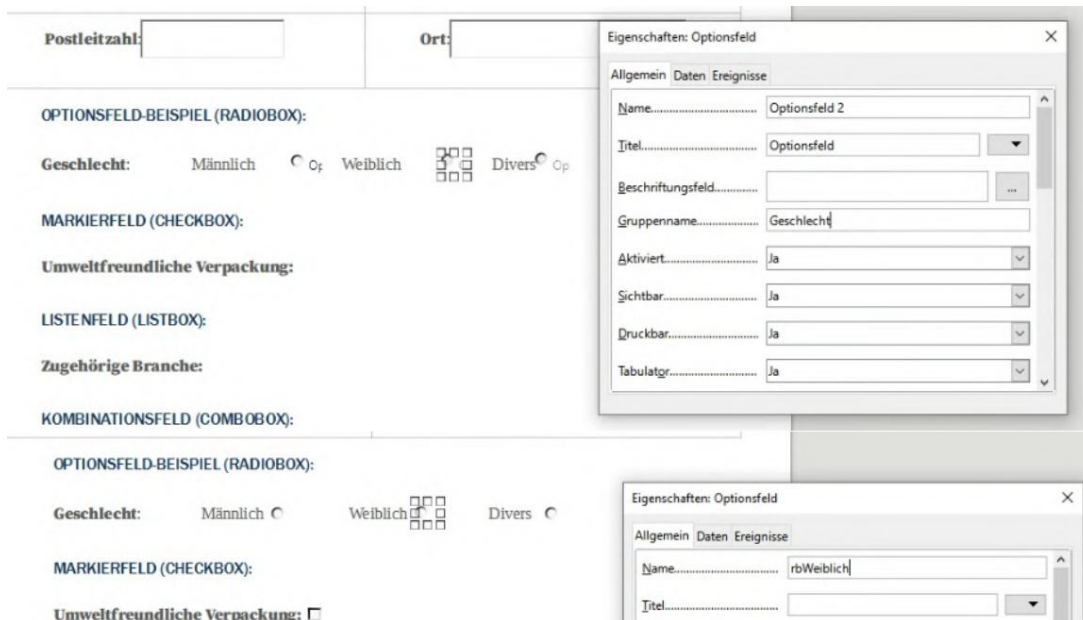 Postleitzahl:
Ort:
Eigenschaften: Optionsfeld
Allgemein Daten Ereignisse
Name
Optionsfeld 2
Titel
Optionsfeld
Beschriftungsfeld
...
Gruppenname
Geschlecht
Aktiviert
Ja
Sichtbar
Ja
Druckbar
Ja
Tabulator
Ja
OPTIONSFELD-BEISPIEL (RADIOBOX):
Geschlecht: Männlich Op Weiblich Divers Op
MARKIERFELD (CHECKBOX):
Umweltfreundliche Verpackung:
LISTENFELD (LISTBOX):
Zugehörige Branche:
KOMBINATIONSFELD (COMBOBOX):
OPTIONSFELD-BEISPIEL (RADIOBOX):
Geschlecht: Männlich Weiblich Divers
MARKIERFELD (CHECKBOX):
Umweltfreundliche Verpackung:
Eigenschaften: Optionsfeld
Allgemein Daten Ereignisse
Name
rbWeiblich
Titel